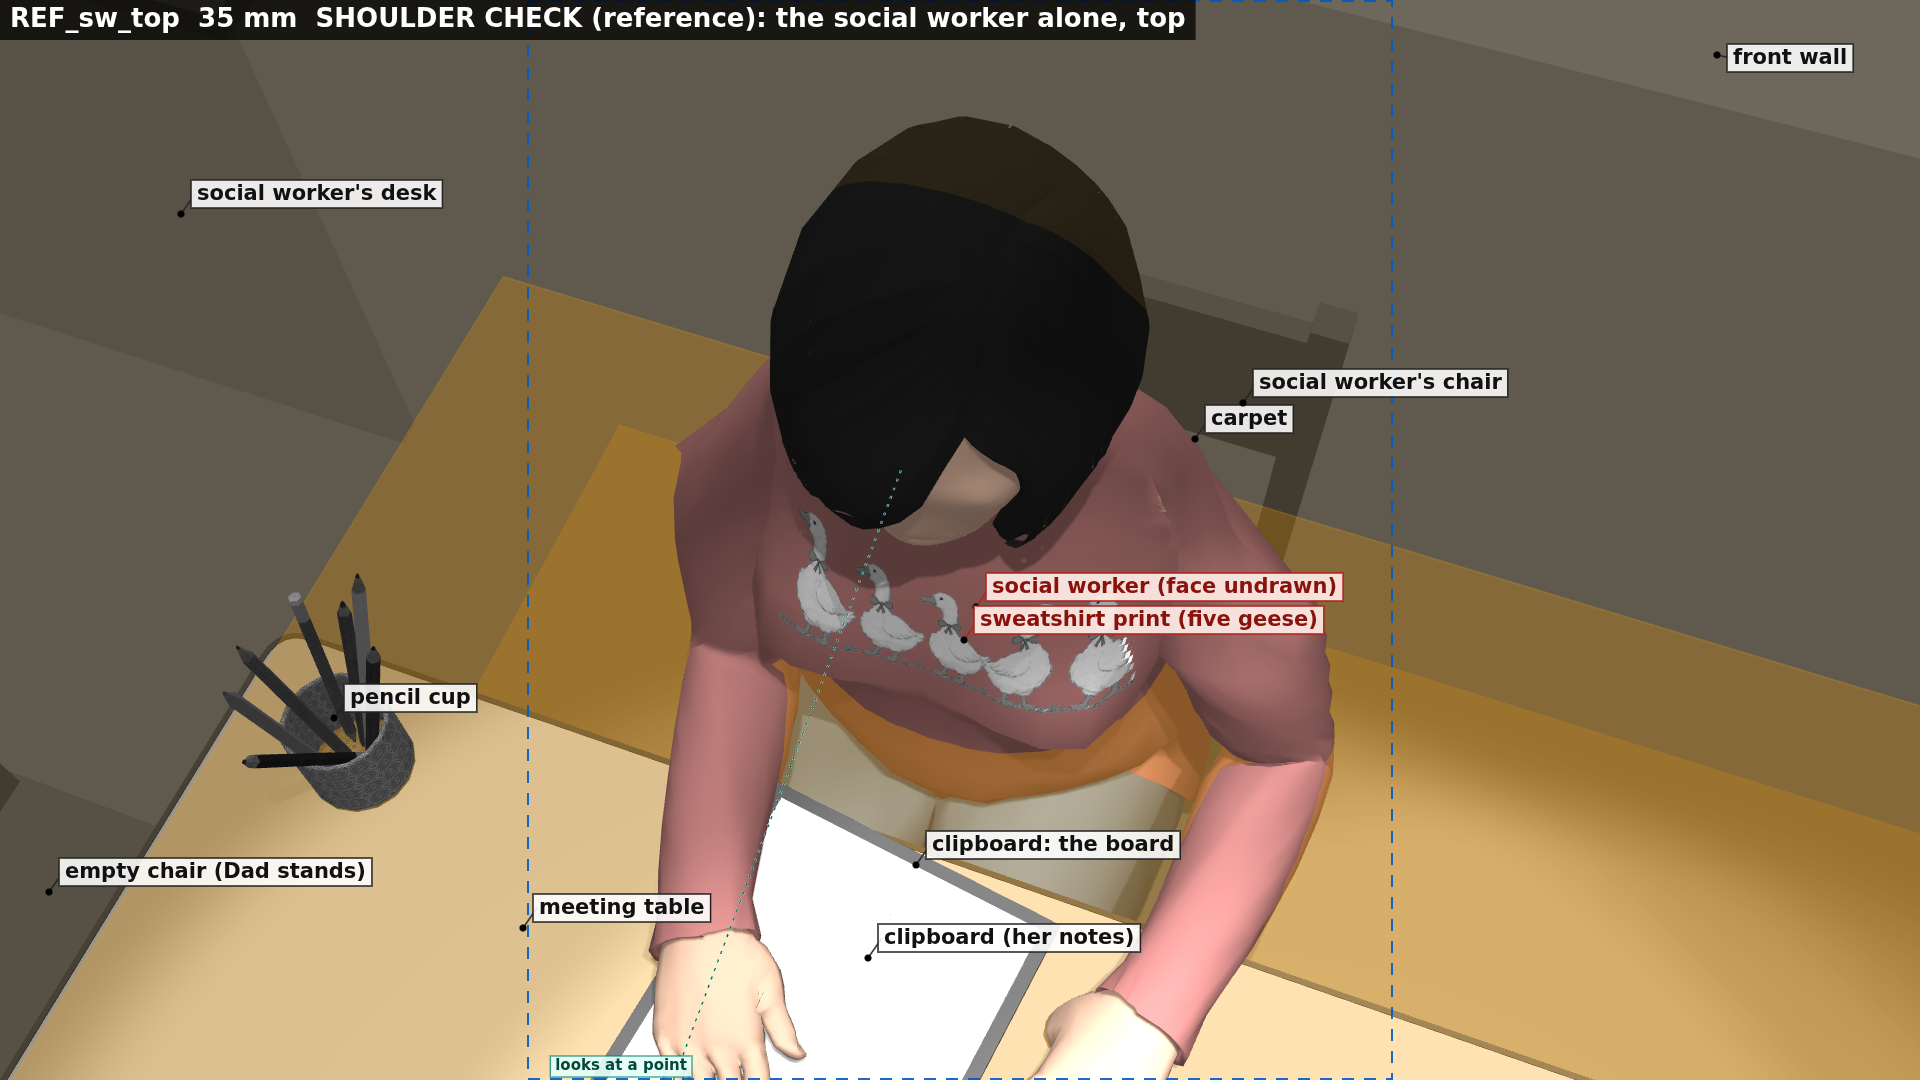 REF_sw_top 35 mm SHOULDER CHECK (reference): the social worker alone, top
front wall
social worker's desk
social worker's chair
carpet
social worker (face undrawn)
sweatshirt print (five geese)
pencil cup
clipboard: the board
empty chair (Dad stands)
meeting table
clipboard (her notes)
looks at a point